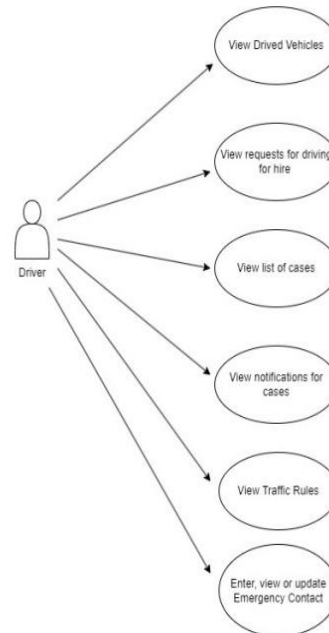 View Drived Vehicles
View requests for driving
for hire
Driver
View list of cases
View notifications for
cases
View Traffic Rules
Enter, view or update
Emergency Contact